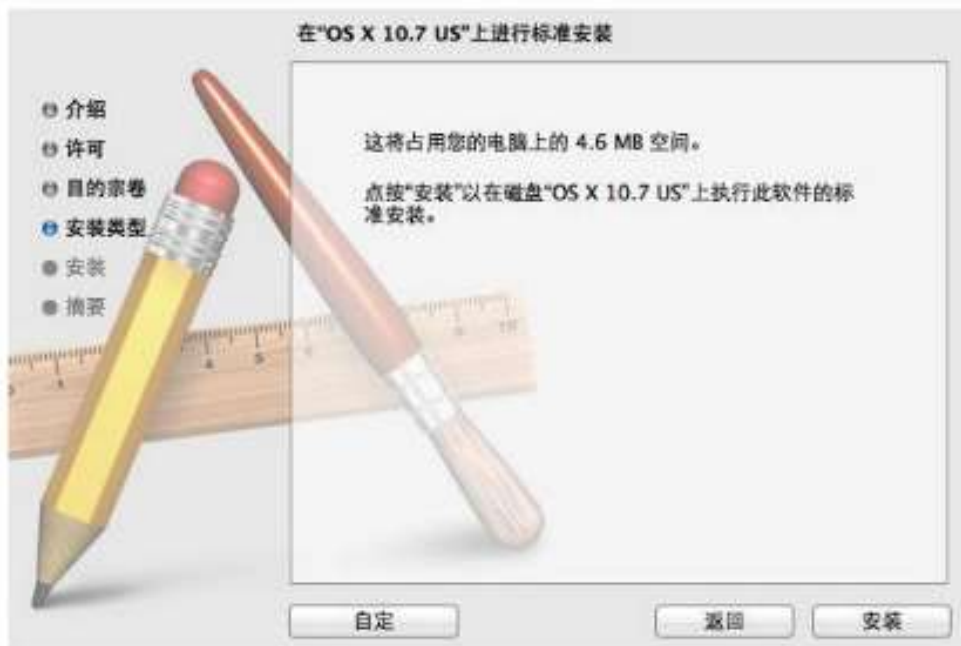 在"OS X 10.7 US"上进行标准安装
介绍
许可
目的宗卷
安装类型
安装
摘要
这将占用您的电脑上的 4.6 MB 空间。
点按"安装"以在磁盘"OS X 10.7 US"上执行此软件的标
准安装。
自定
返回
安装